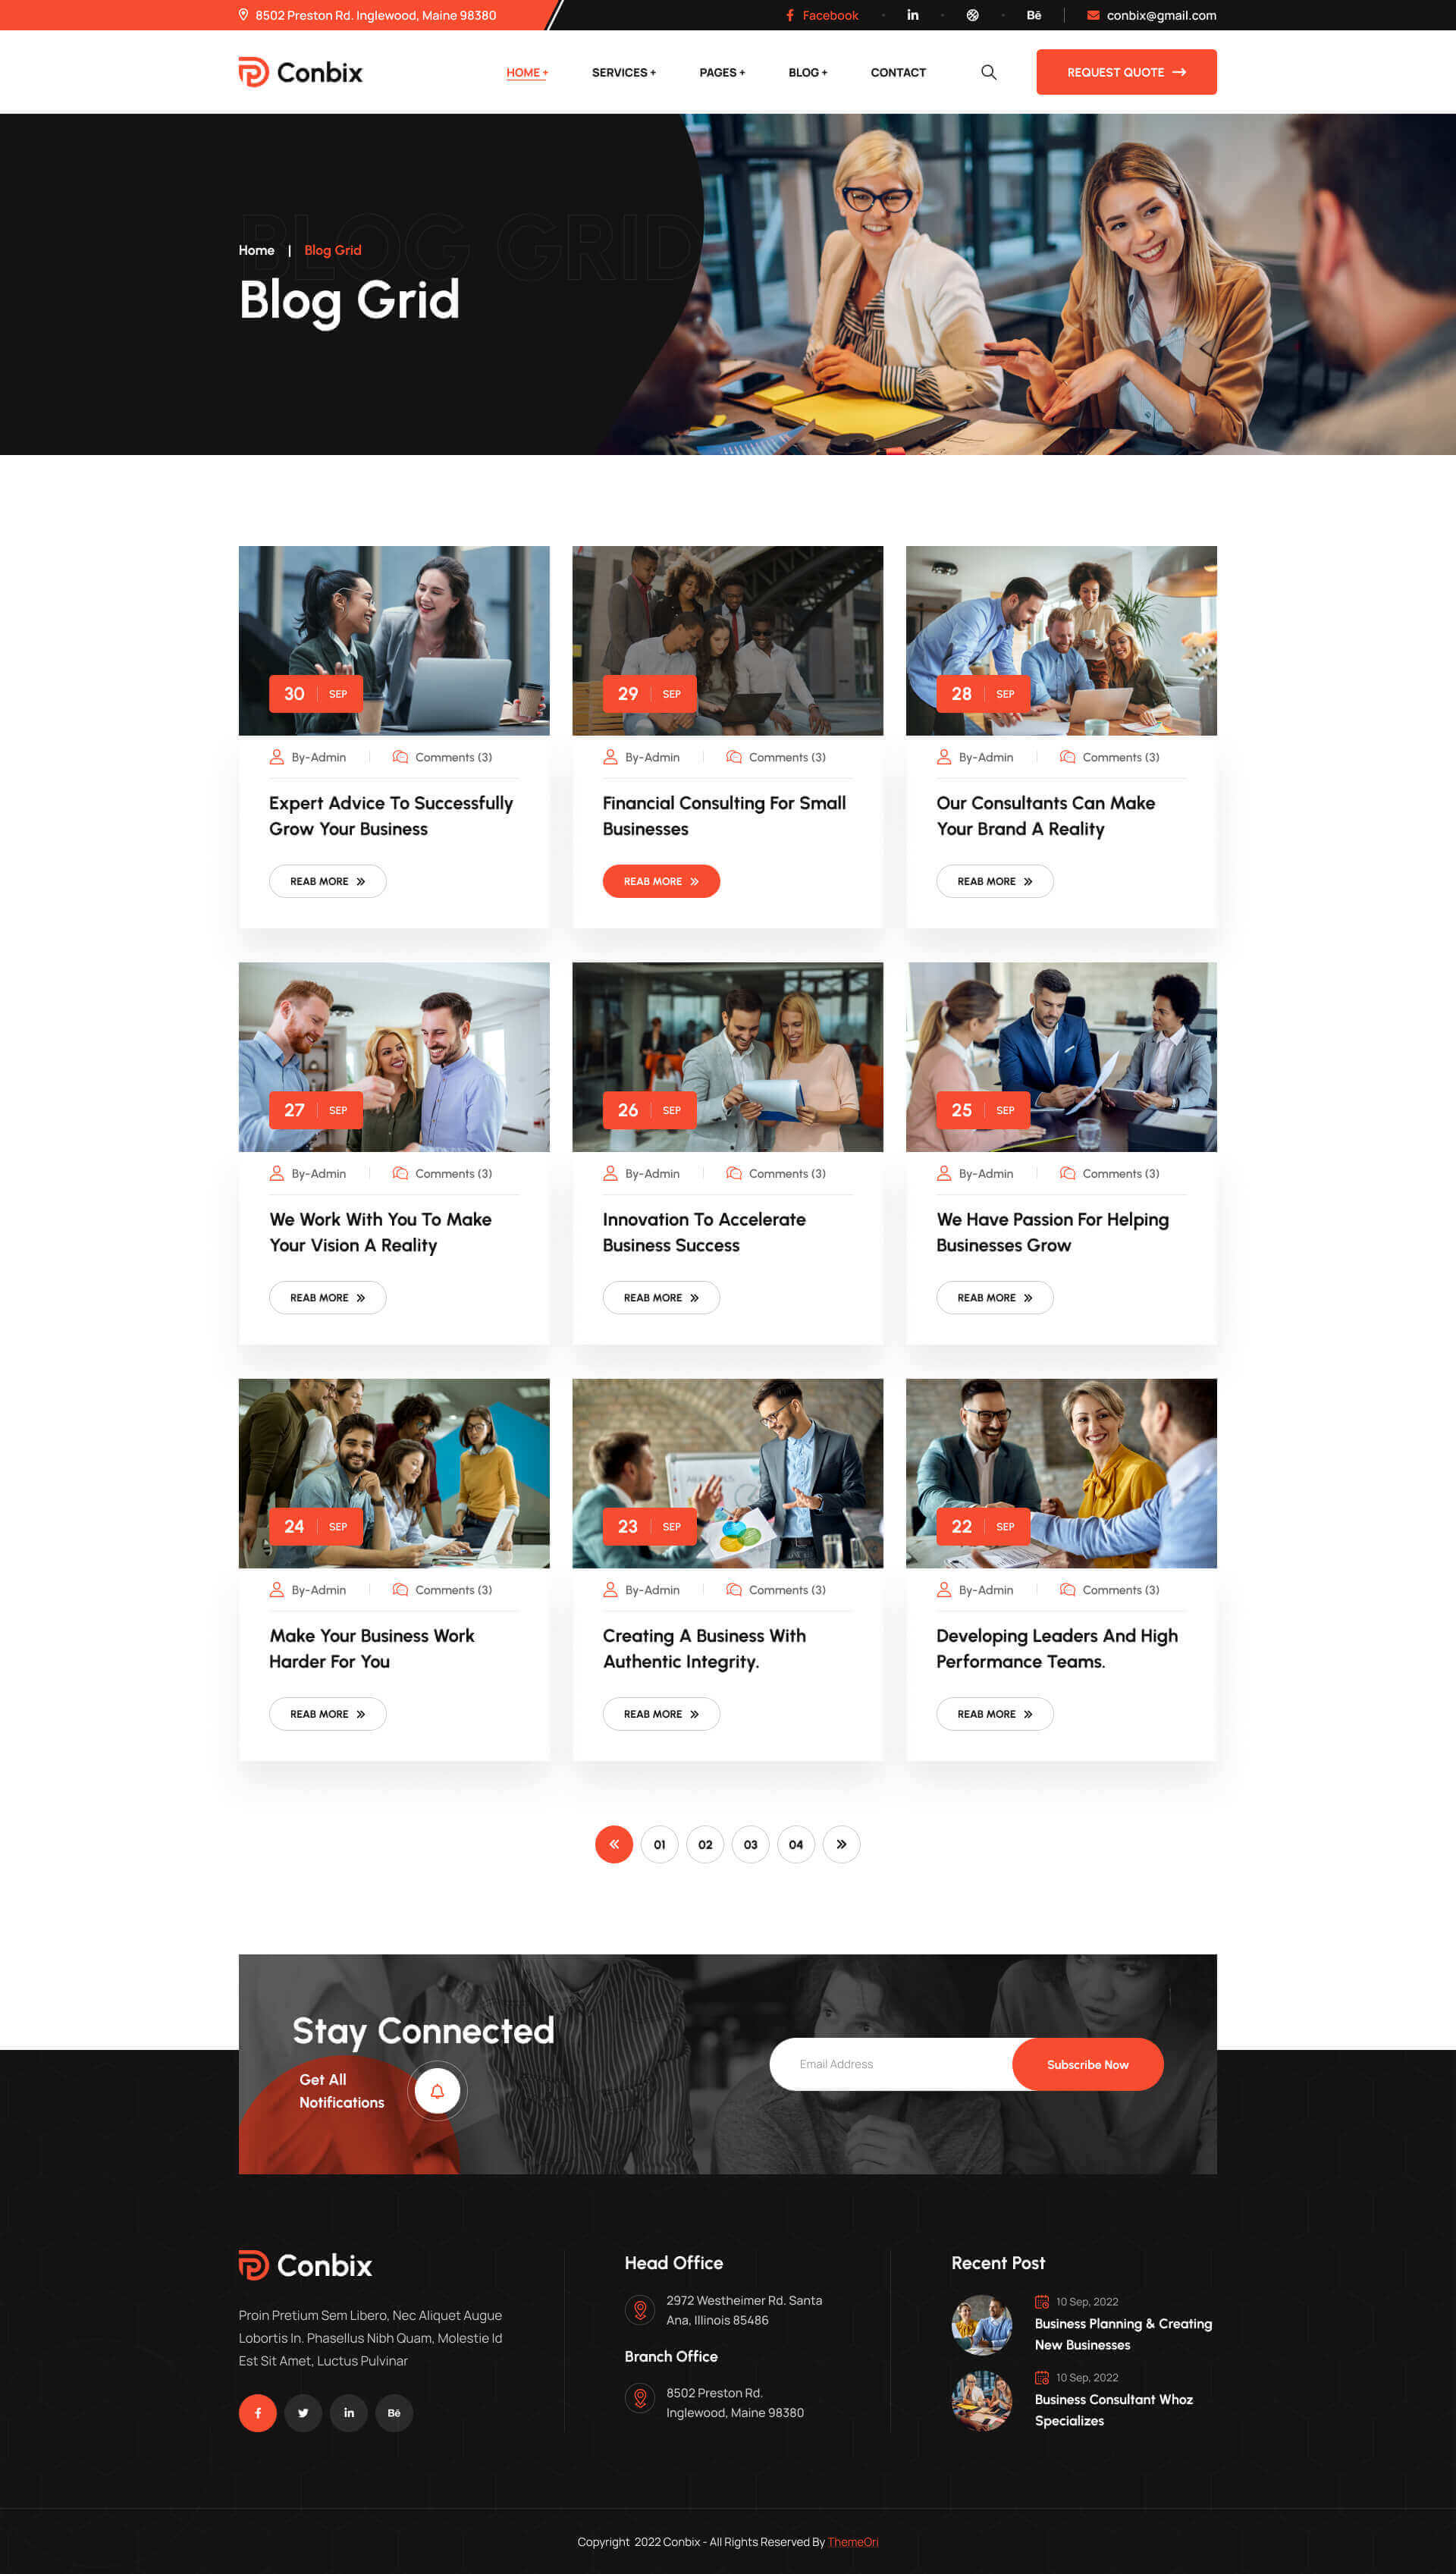 8502 Preston Rd. Inglewood, Maine 98380
Facebook
in
Bē
conbix@gmail.com
Conbix
HOME +
SERVICES +
PAGES +
BLOG +
CONTACT
REQUEST QUOTE
BLOG GRID
Home | Blog Grid
Blog Grid
30 SEP
29 SEP
28 SEP
By-Admin Comments (3)
By-Admin Comments (3)
By-Admin Comments (3)
Expert Advice To Successfully
Grow Your Business
Financial Consulting For Small
Businesses
Our Consultants Can Make
Your Brand A Reality
REAB MORE
REAB MORE
REAB MORE
27 SEP
26 SEP
25 SEP
By-Admin Comments (3)
By-Admin Comments (3)
By-Admin Comments (3)
We Work With You To Make
Your Vision A Reality
Innovation To Accelerate
Business Success
We Have Passion For Helping
Businesses Grow
REAB MORE
REAB MORE
REAB MORE
24 SEP
23 SEP
22 SEP
By-Admin Comments (3)
By-Admin Comments (3)
By-Admin Comments (3)
Make Your Business Work
Harder For You
Creating A Business With
Authentic Integrity.
Developing Leaders And High
Performance Teams.
REAB MORE
REAB MORE
REAB MORE
01 02 03 04
Stay Connected
Get All
Notifications
Email Address
Subscribe Now
Conbix
Proin Pretium Sem Libero, Nec Aliquet Augue
Lobortis In. Phasellus Nibh Quam, Molestie Id
Est Sit Amet, Luctus Pulvinar
in
Bē
Head Office
2972 Westheimer Rd. Santa
Ana, Illinois 85486
Branch Office
8502 Preston Rd.
Inglewood, Maine 98380
Recent Post
10 Sep, 2022
Business Planning & Creating
New Businesses
10 Sep, 2022
Business Consultant Whoz
Specializes
Copyright 2022 Conbix - All Rights Reserved By ThemeOri